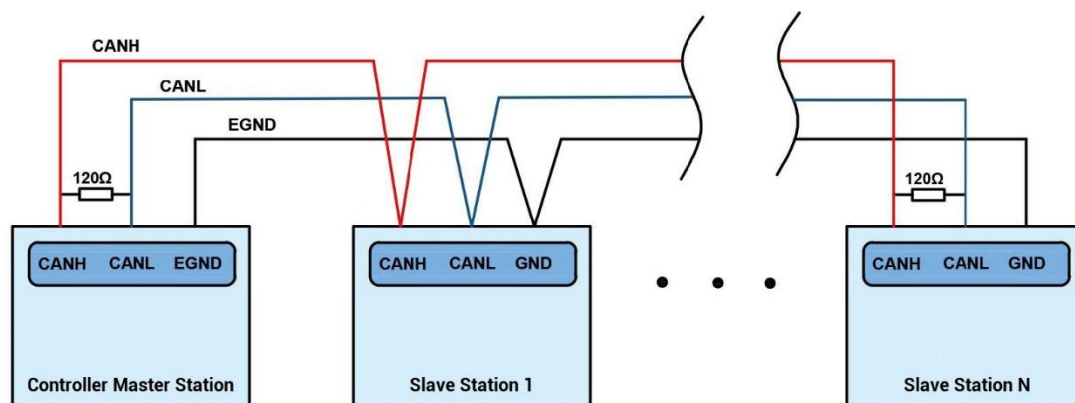 CANH
CANL
EGND
120Ω
120Ω
CANH CANL EGND
CANH CANL GND
CANH CANL GND
Controller Master Station
Slave Station 1
Slave Station N